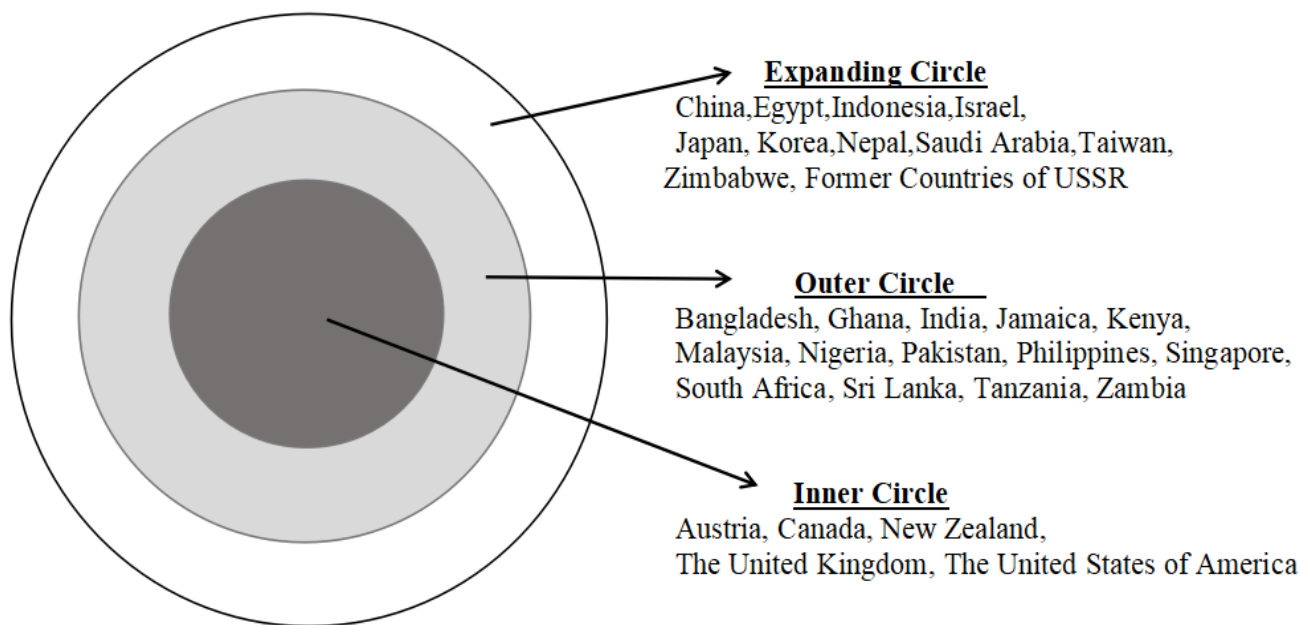 Expanding Circle
China,Egypt,Indonesia,Israel,
Japan, Korea,Nepal,Saudi Arabia,Taiwan,
Zimbabwe, Former Countries of USSR
Outer Circle
Bangladesh, Ghana, India, Jamaica, Kenya,
Malaysia, Nigeria, Pakistan, Philippines, Singapore,
South Africa, Sri Lanka, Tanzania, Zambia
Inner Circle
Austria, Canada, New Zealand,
The United Kingdom, The United States of America